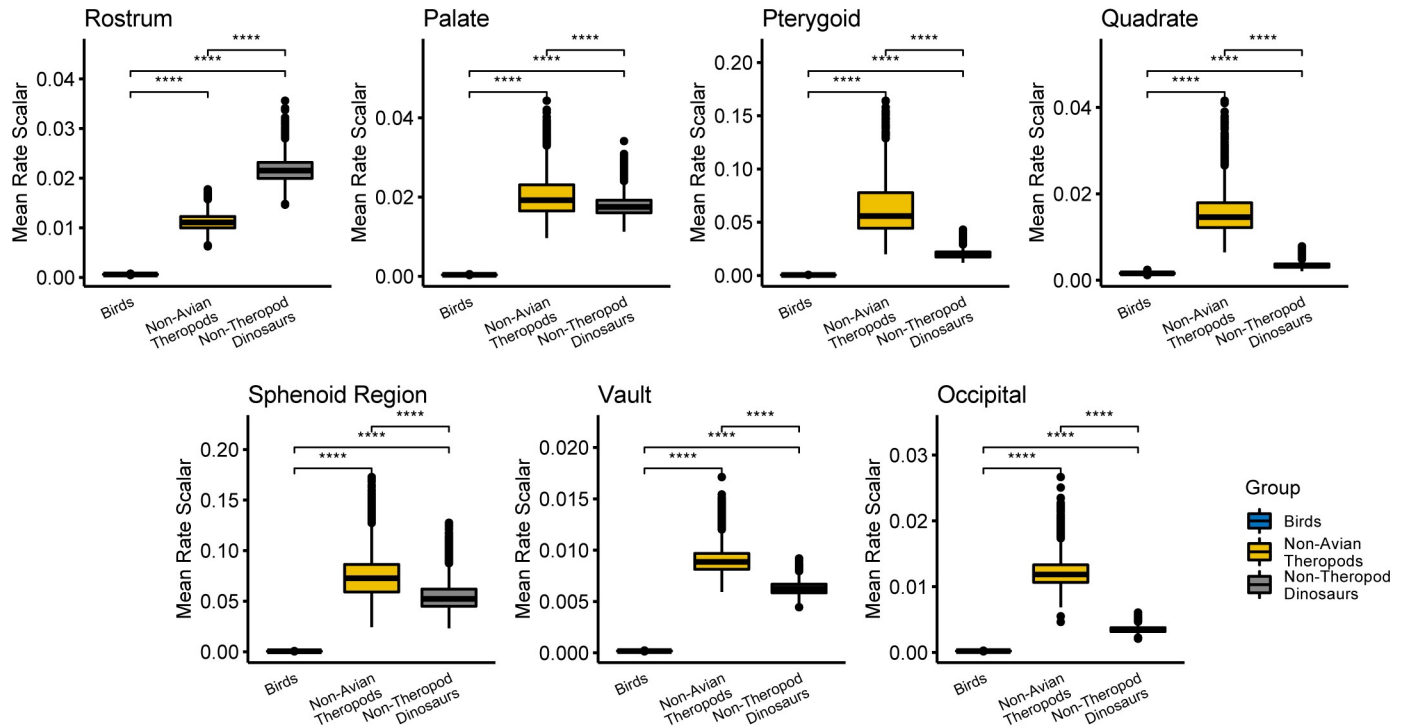 Rostrum
****
****
****
Mean Rate Scalar
0.04
0.03
0.02
0.01
0.00
Birds
Non-Avian
Theropods
Non-Theropod
Dinosaurs
Palate
****
****
****
Mean Rate Scalar
0.04
0.02
0.00
Birds
Non-Avian
Theropods
Non-Theropod
Dinosaurs
Pterygoid
****
****
****
Mean Rate Scalar
0.20
0.15
0.10
0.05
0.00
Birds
Non-Avian
Theropods
Non-Theropod
Dinosaurs
Quadrate
****
****
****
Mean Rate Scalar
0.04
0.02
0.00
Birds
Non-Avian
Theropods
Non-Theropod
Dinosaurs
Sphenoid Region
****
****
****
Mean Rate Scalar
0.20
0.15
0.10
0.05
0.00
Birds
Non-Avian
Theropods
Non-Theropod
Dinosaurs
Vault
****
****
****
Mean Rate Scalar
0.020
0.015
0.010
0.005
0.000
Birds
Non-Avian
Theropods
Non-Theropod
Dinosaurs
Occipital
****
****
****
Mean Rate Scalar
0.03
0.02
0.01
0.00
Birds
Non-Avian
Theropods
Non-Theropod
Dinosaurs
Group
Birds
Non-Avian
Theropods
Non-Theropod
Dinosaurs